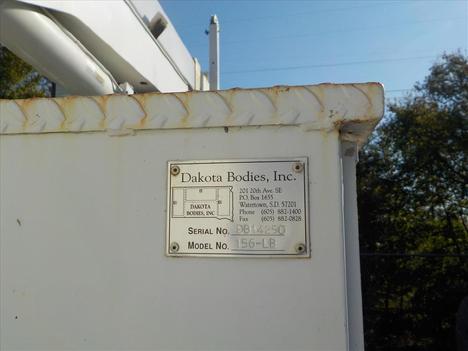 Dakota Bodies, Inc.
201 20th Ave. SE
P.O. Box 1655
Watertown, S.D. 57201
Phone (605) 882-1400
Fax (605) 882-0828
DAKOTA
BODIES, INC
SERIAL NO. DB14290
MODEL NO. 156-LB